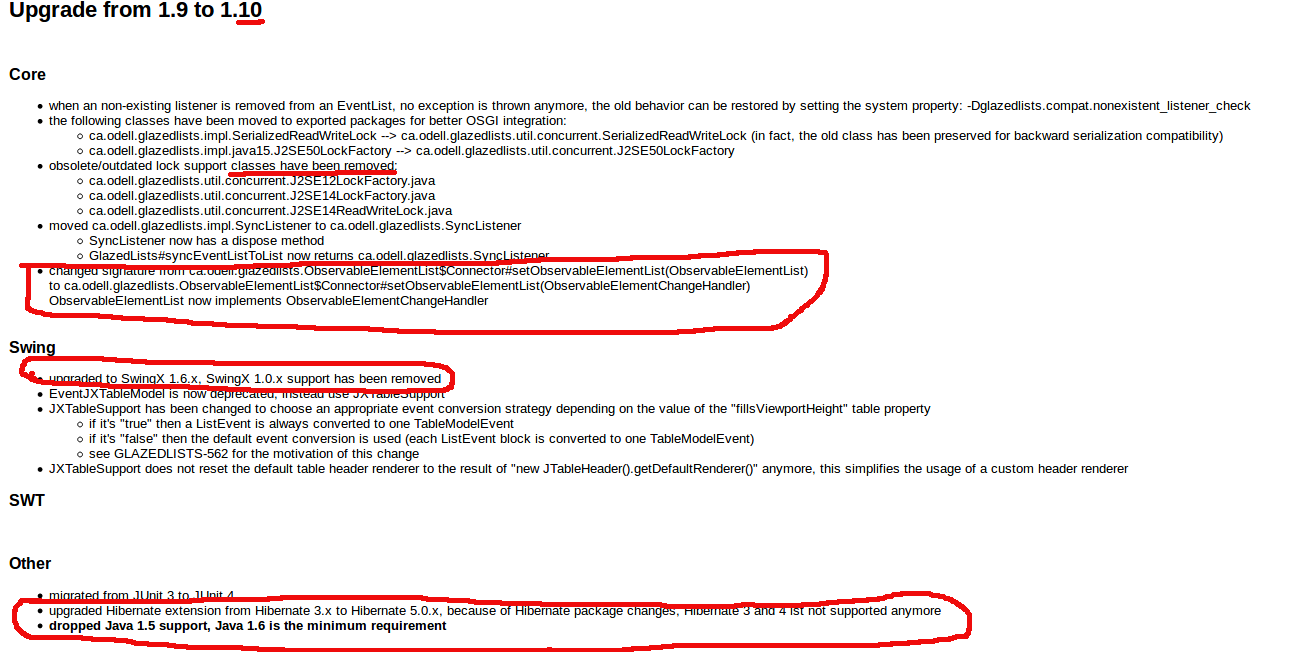 Upgrade from 1.9 to 1.10
Core
• when an non-existing listener is removed from an EventList, no exception is thrown anymore, the old behavior can be restored by setting the system property: -Dglazedlists.compat.nonexistent_listener_check
• the following classes have been moved to exported packages for better OSGI integration:
○ ca.odell.glazedlists.impl.SerializedReadWriteLock --> ca.odell.glazedlists.util.concurrent.SerializedReadWriteLock (in fact, the old class has been preserved for backward serialization compatibility)
○ ca.odell.glazedlists.impl.java15.J2SE50LockFactory --> ca.odell.glazedlists.util.concurrent.J2SE50LockFactory
• obsolete/outdated lock support classes have been removed:
○ ca.odell.glazedlists.util.concurrent.J2SE12LockFactory.java
○ ca.odell.glazedlists.util.concurrent.J2SE14LockFactory.java
○ ca.odell.glazedlists.util.concurrent.J2SE14ReadWriteLock.java
• moved ca.odell.glazedlists.impl.SyncListener to ca.odell.glazedlists.SyncListener
○ SyncListener now has a dispose method
○ GlazedLists#syncEventListToList now returns ca.odell.glazedlists.SyncListener
• changed signature from ca.odell.glazedlists.ObservableElementList$Connector#setObservableElementList(ObservableElementList)
to ca.odell.glazedlists.ObservableElementList$Connector#setObservableElementList(ObservableElementChangeHandler)
ObservableElementList now implements ObservableElementChangeHandler
Swing
• upgraded to SwingX 1.6.x, SwingX 1.0.x support has been removed
• EventJXTableModel is now deprecated, instead use JXTableSupport
• JXTableSupport has been changed to choose an appropriate event conversion strategy depending on the value of the "fillsViewportHeight" table property
○ if it's "true" then a ListEvent is always converted to one TableModelEvent
○ if it's "false" then the default event conversion is used (each ListEvent block is converted to one TableModelEvent)
○ see GLAZEDLISTS-562 for the motivation of this change
• JXTableSupport does not reset the default table header renderer to the result of "new JTableHeader().getDefaultRenderer()" anymore, this simplifies the usage of a custom header renderer
SWT
Other
• migrated from JUnit 3 to JUnit 4
• upgraded Hibernate extension from Hibernate 3.x to Hibernate 5.0.x, because of Hibernate package changes, Hibernate 3 and 4 ist not supported anymore
• dropped Java 1.5 support, Java 1.6 is the minimum requirement